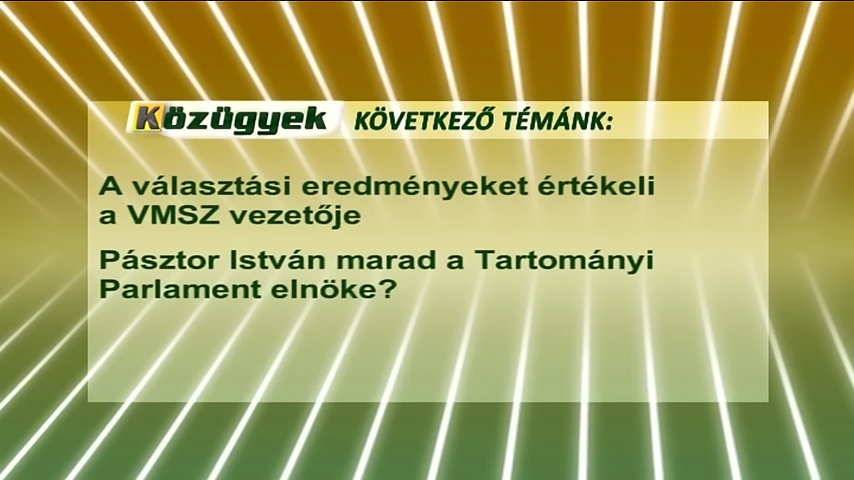 Közügyek KÖVETKEZŐ TÉMÁNK:
A választási eredményeket értékeli
a VMSZ vezetője
Pásztor István marad a Tartományi
Parlament elnöke?